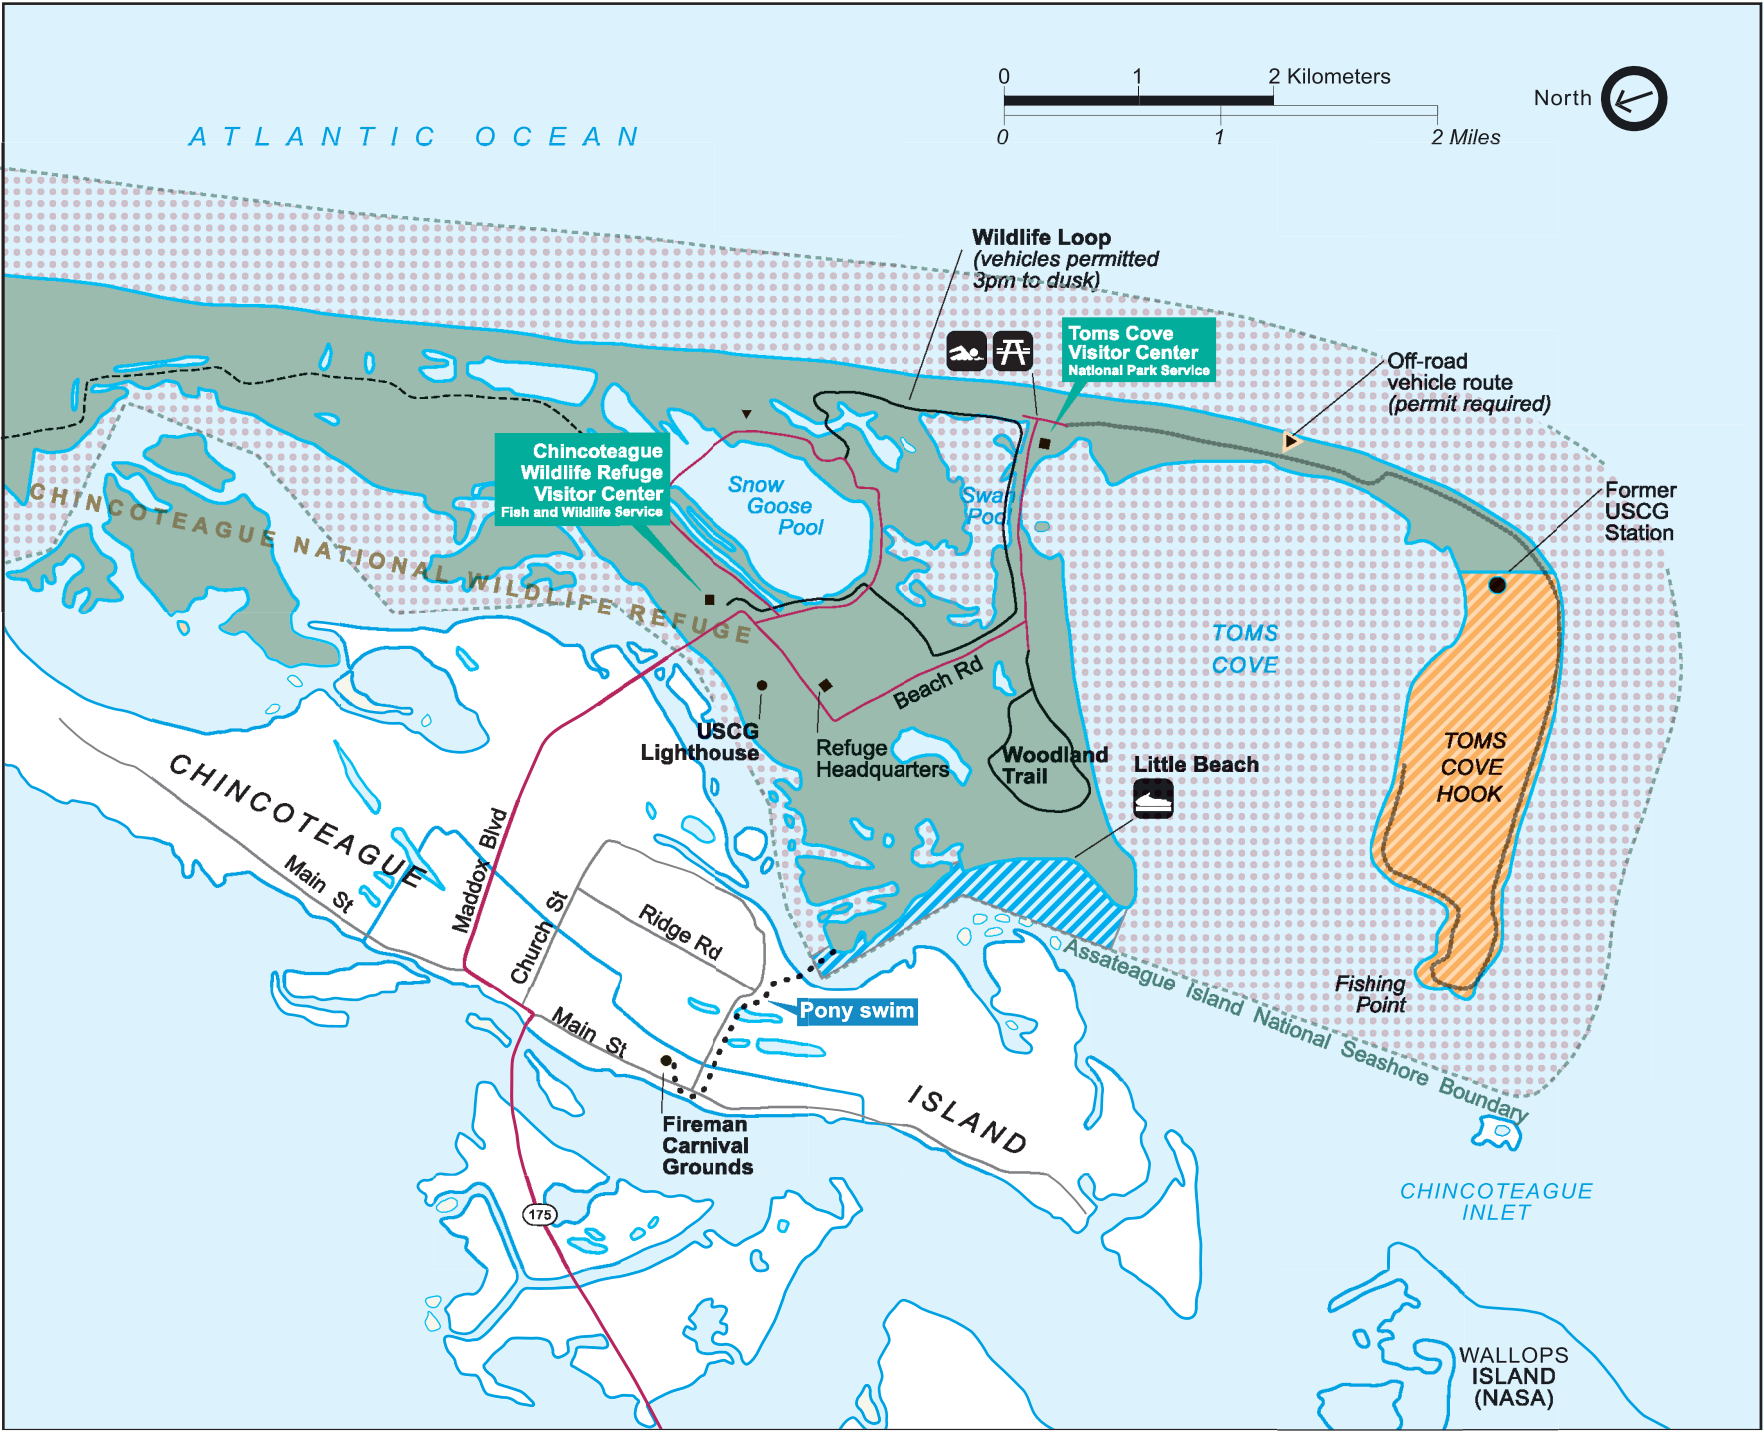 0 1 2 Kilometers
0 1 2 Miles
North
ATLANTIC OCEAN
Wildlife Loop
(vehicles permitted
3pm to dusk)
Toms Cove
Visitor Center
National Park Service
Off-road
vehicle route
(permit required)
Chincoteague
Wildlife Refuge
Visitor Center
Fish and Wildlife Service
Snow
Goose
Pool
Swan
Pool
Former
USCG
Station
CHINCOTEAGUE NATIONAL WILDLIFE REFUGE
TOMS
COVE
Beach Rd
USCG
Lighthouse
Refuge
Headquarters
Woodland
Trail
Little Beach
TOMS
COVE
HOOK
CHINCOTEAGUE
Main St
Maddox Blvd
Church St
Ridge Rd
Assateague Island National Seashore Boundary
Fishing
Point
Pony swim
Main St
ISLAND
Fireman
Carnival
Grounds
175
CHINCOTEAGUE
INLET
WALLOPS
ISLAND
(NASA)